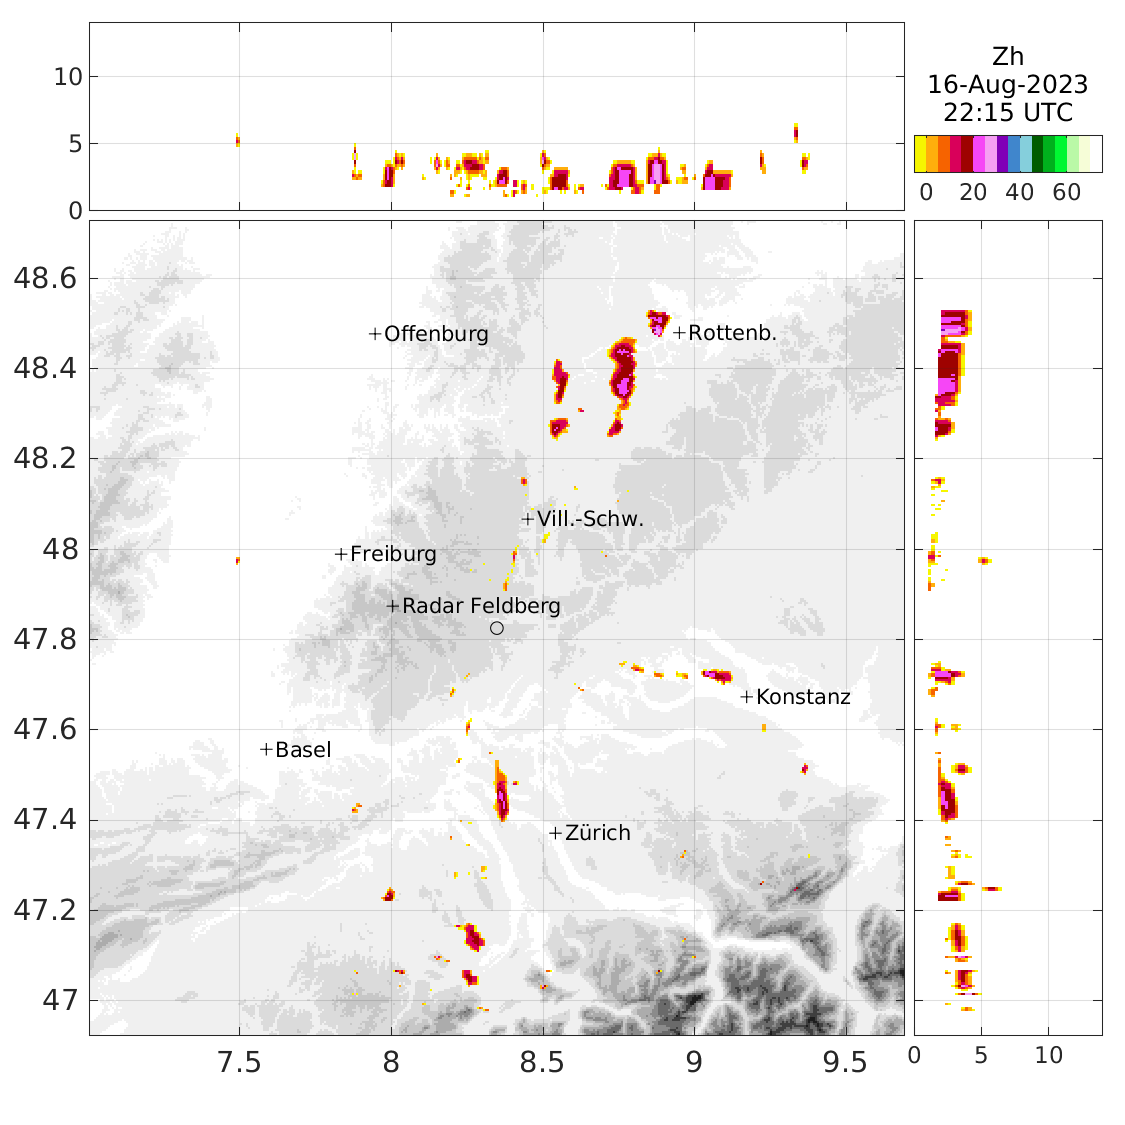 10
5
0
Zh
16-Aug-2023
22:15 UTC
0 20 40 60
48.6
48.4
48.2
48
47.8
47.6
47.4
47.2
47
Offenburg
Rottenb.
Vill.-Schw.
Freiburg
Radar Feldberg
Konstanz
Basel
Zürich
7.5 8 8.5 9 9.5
0 5 10